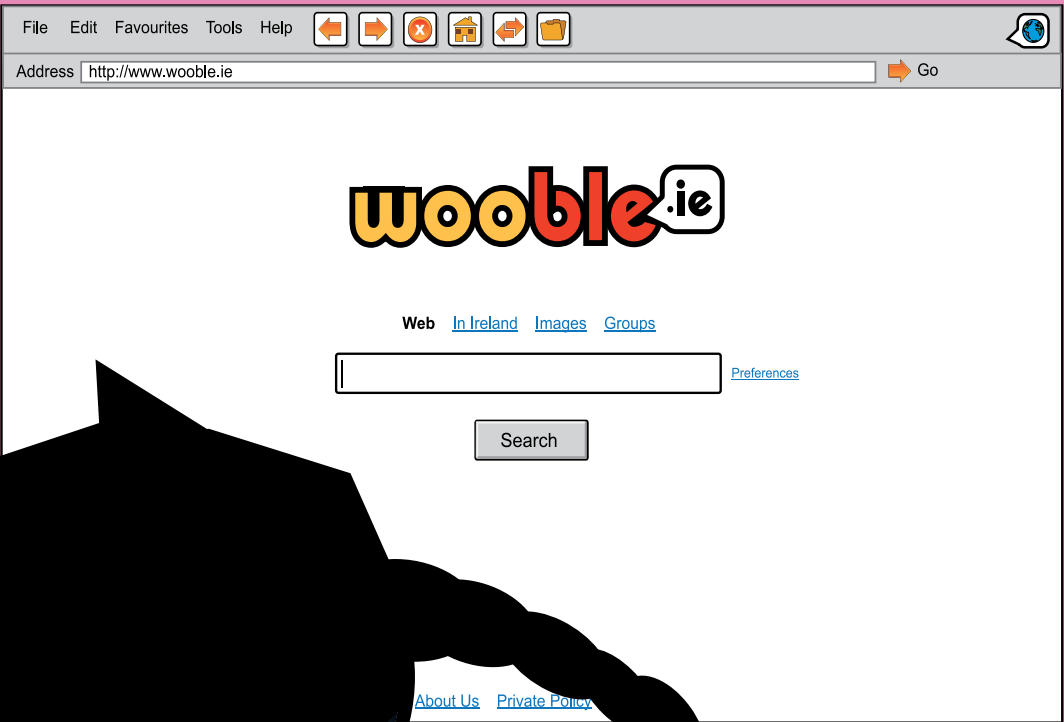 File Edit Favourites Tools Help
Address http://www.wooble.ie Go
wooble.ie
Web In Ireland Images Groups
Preferences
Search
About Us Private Policy